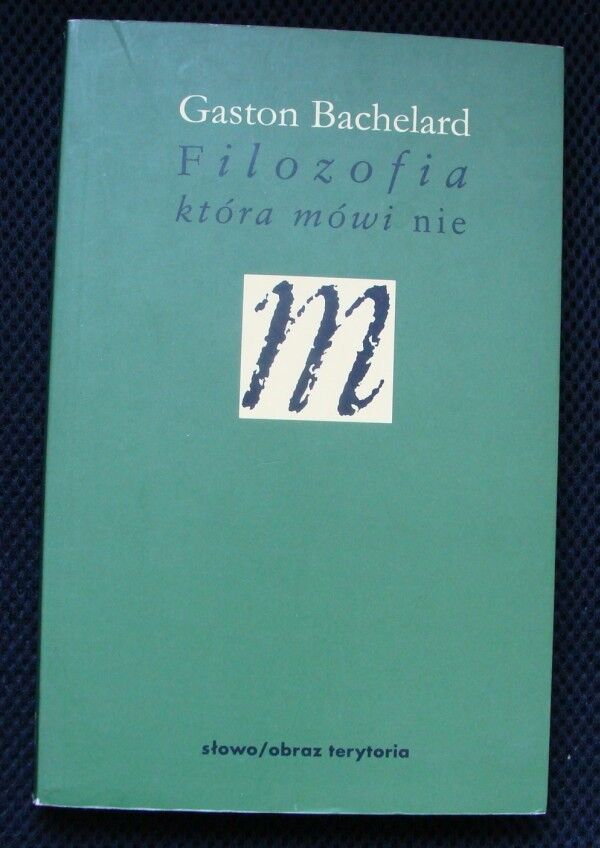 Gaston Bachelard
Filozofia
która mówi nie
m
słowo/obraz terytoria